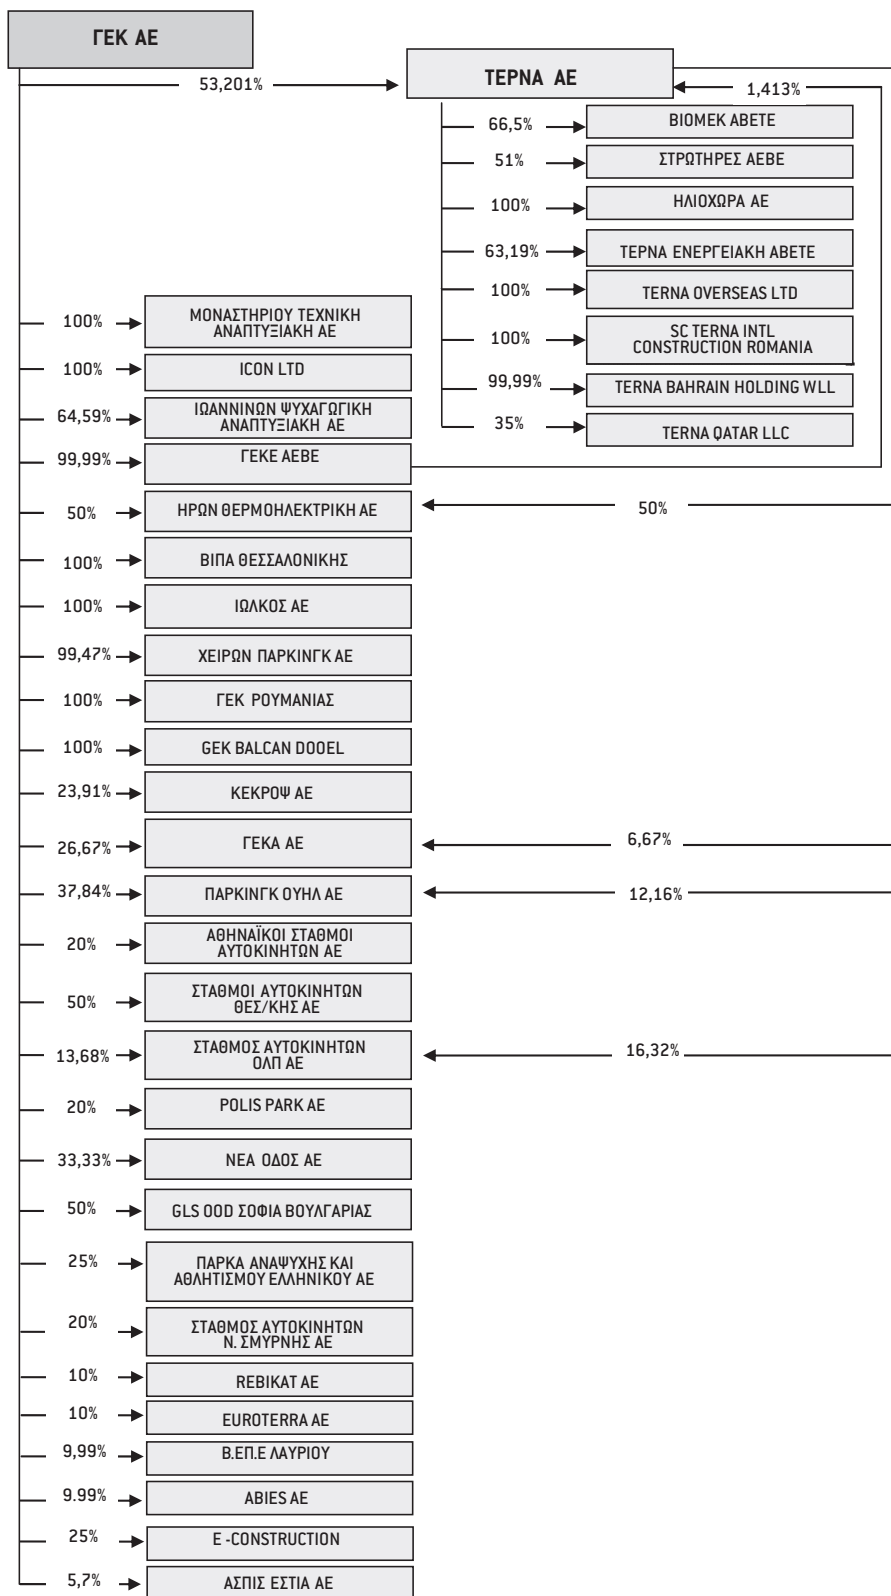 ΓΕΚ ΑΕ
53,201%
ΤΕΡΝΑ ΑΕ
1,413%
66,5%
ΒΙΟΜΕΚ ΑΒΕΤΕ
51%
ΣΤΡΩΤΗΡΕΣ ΑΕΒΕ
100%
ΗΛΙΟΧΩΡΑ ΑΕ
63,19%
ΤΕΡΝΑ ΕΝΕΡΓΕΙΑΚΗ ΑΒΕΤΕ
100%
TERNA OVERSEAS LTD
100%
SC TERNA INTL
CONSTRUCTION ROMANIA
99,99%
TERNA BAHRAIN HOLDING WLL
35%
TERNA QATAR LLC
100%
ΜΟΝΑΣΤΗΡΙΟΥ ΤΕΧΝΙΚΗ
ΑΝΑΠΤΥΞΙΑΚΗ ΑΕ
100%
ICON LTD
64,59%
ΙΩΑΝΝΙΝΩΝ ΨΥΧΑΓΩΓΙΚΗ
ΑΝΑΠΤΥΞΙΑΚΗ ΑΕ
99,99%
ΓΕΚΕ ΑΕΒΕ
50%
ΗΡΩΝ ΘΕΡΜΟΗΛΕΚΤΡΙΚΗ ΑΕ
50%
100%
ΒΙΠΑ ΘΕΣΣΑΛΟΝΙΚΗΣ
100%
ΙΩΛΚΟΣ ΑΕ
99,47%
ΧΕΙΡΩΝ ΠΑΡΚΙΝΓΚ ΑΕ
100%
ΓΕΚ ΡΟΥΜΑΝΙΑΣ
100%
GEK BALCAN DOOEL
23,91%
ΚΕΚΡΟΨ ΑΕ
26,67%
ΓΕΚΑ ΑΕ
6,67%
37,84%
ΠΑΡΚΙΝΓΚ ΟΥΗΛ ΑΕ
12,16%
20%
ΑΘΗΝΑΪΚΟΙ ΣΤΑΘΜΟΙ
ΑΥΤΟΚΙΝΗΤΩΝ ΑΕ
50%
ΣΤΑΘΜΟΙ ΑΥΤΟΚΙΝΗΤΩΝ
ΘΕΣ/ΚΗΣ ΑΕ
13,68%
ΣΤΑΘΜΟΣ ΑΥΤΟΚΙΝΗΤΩΝ
ΟΛΠ ΑΕ
16,32%
20%
POLIS PARK ΑΕ
33,33%
ΝΕΑ ΟΔΟΣ ΑΕ
50%
GLS OOD ΣΟΦΙΑ ΒΟΥΛΓΑΡΙΑΣ
25%
ΠΑΡΚΑ ΑΝΑΨΥΧΗΣ ΚΑΙ
ΑΘΛΗΤΙΣΜΟΥ ΕΛΛΗΝΙΚΟΥ ΑΕ
20%
ΣΤΑΘΜΟΣ ΑΥΤΟΚΙΝΗΤΩΝ
Ν. ΣΜΥΡΝΗΣ ΑΕ
10%
REBIKAT ΑΕ
10%
EUROTERRA ΑΕ
9,99%
Β.ΕΠ.Ε ΛΑΥΡΙΟΥ
9.99%
ABIES ΑΕ
25%
E -CONSTRUCTION
5,7%
ΑΣΠΙΣ ΕΣΤΙΑ ΑΕ